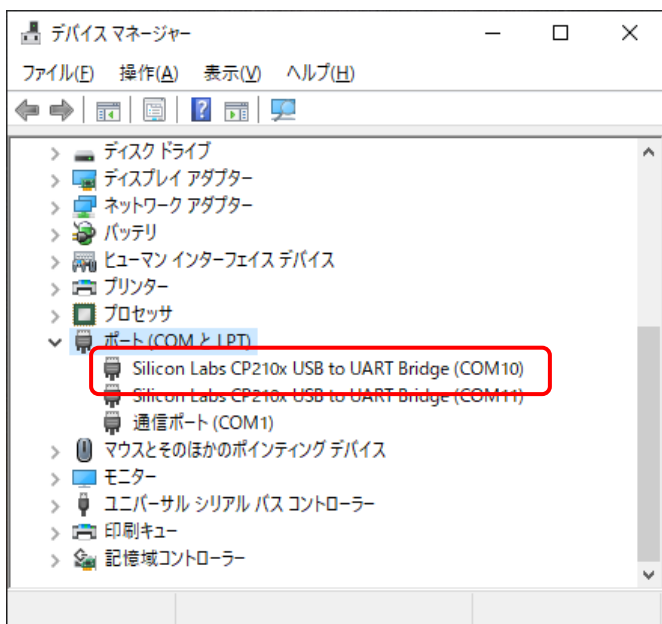 デバイス マネージャー
ファイル(F) 操作(A) 表示(V) ヘルプ(H)
ディスク ドライブ
ディスプレイ アダプター
ネットワーク アダプター
バッテリ
ヒューマン インターフェイス デバイス
プリンター
プロセッサ
ポート (COM と LPT)
Silicon Labs CP210x USB to UART Bridge (COM10)
Silicon Labs CP210x USB to UART Bridge (COM11)
通信ポート (COM1)
マウスとそのほかのポインティング デバイス
モニター
ユニバーサル シリアル バス コントローラー
印刷キュー
記憶域コントローラー